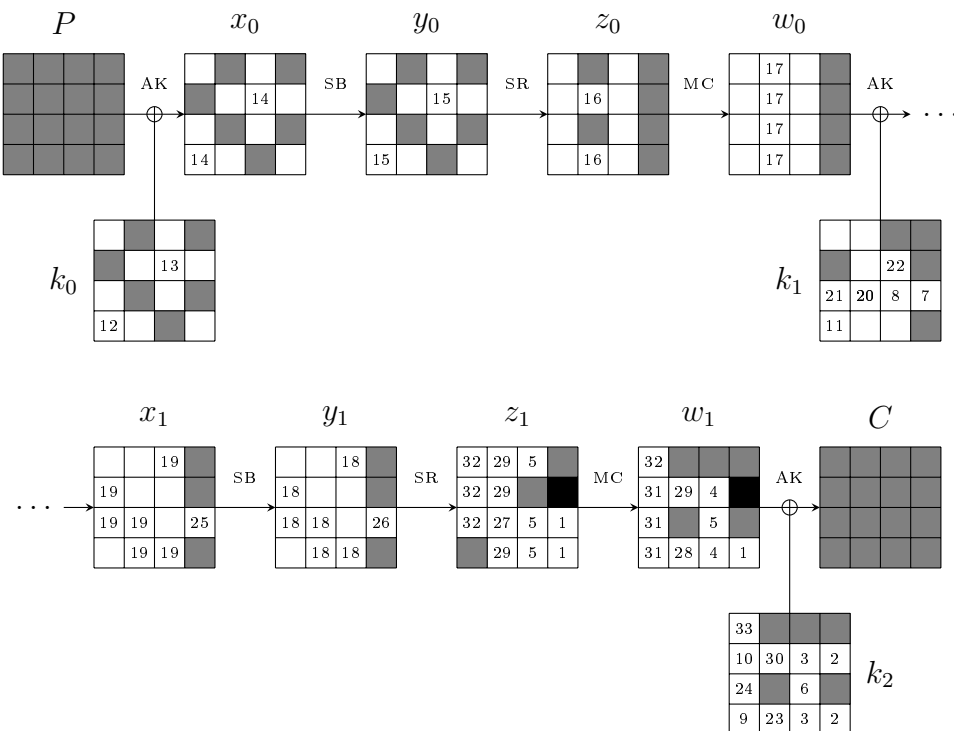 P x₀ y₀ z₀ w₀
AK SB SR MC AK
17
14 15 16 17
17
14 15 16 17
· · ·
k₀ k₁
13 22
21 20 8 7
12 11
x₁ y₁ z₁ w₁ C
SB SR MC AK
19 18 32 29 5 32
19 18 32 29 31 29 4
· · ·
19 19 25 18 18 26 32 27 5 1 31 5
19 19 18 18 29 5 1 31 28 4 1
k₂
33
10 30 3 2
24 6
9 23 3 2